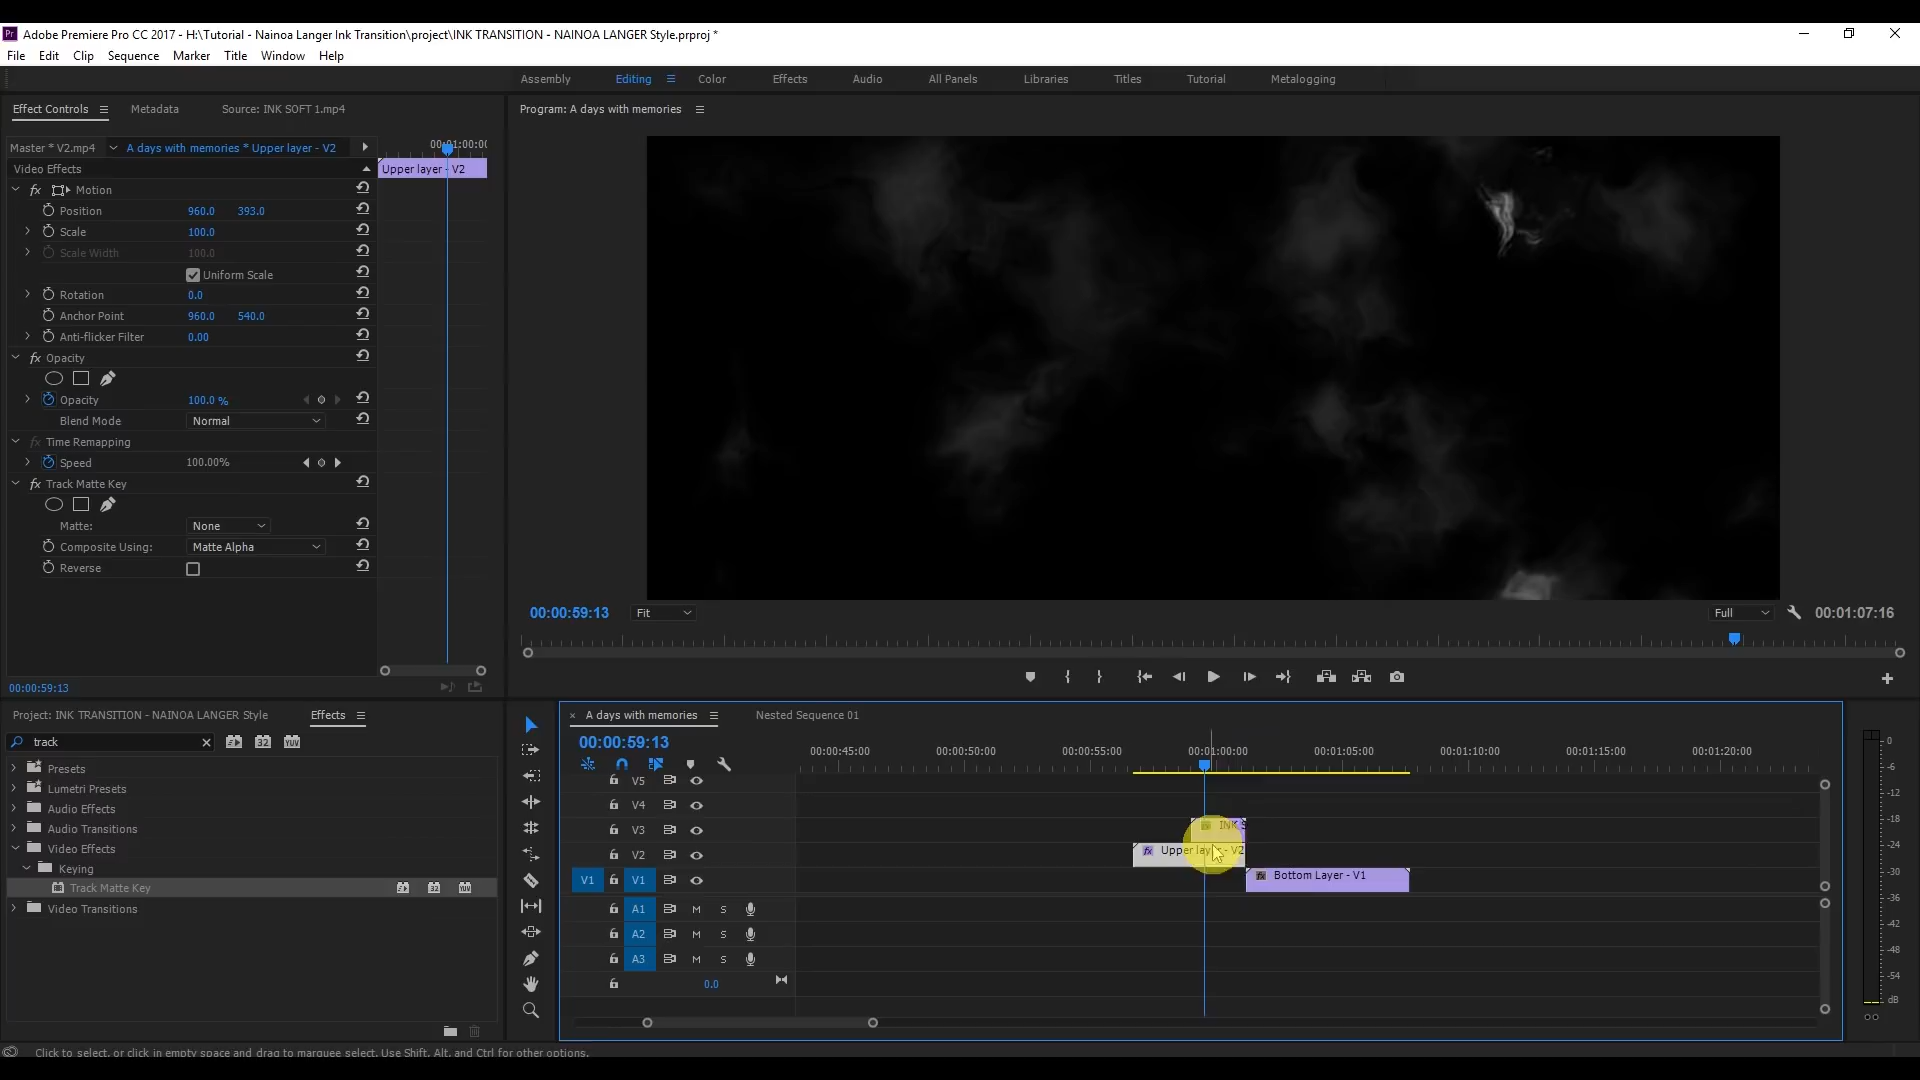 Pr Adobe Premiere Pro CC 2017 - H:\Tutorial - Nainoa Langer Ink Transition\project\INK TRANSITION - NAINOA LANGER Style.prproj *
File Edit Clip Sequence Marker Title Window Help
Assembly Editing Color Effects Audio All Panels Libraries Titles Tutorial Metalogging
Effect Controls Metadata Source: INK SOFT 1.mp4
Program: A days with memories
Master * V2.mp4 A days with memories * Upper layer - V2
Video Effects
Upper layer - V2
fx Motion
Position 960.0 393.0
Scale 100.0
Scale Width 100.0
Uniform Scale
Rotation 0.0
Anchor Point 960.0 540.0
Anti-flicker Filter 0.00
fx Opacity
Opacity 100.0 %
Blend Mode Normal
fx Time Remapping
Speed 100.00%
fx Track Matte Key
Matte: None
Composite Using: Matte Alpha
Reverse
00:00:59:13
00:00:59:13 Fit Full 00:01:07:16
Project: INK TRANSITION - NAINOA LANGER Style Effects
track 32 YUV
Presets
Lumetri Presets
Audio Effects
Audio Transitions
Video Effects
Keying
Track Matte Key 32 YUV
Video Transitions
A days with memories Nested Sequence 01
00:00:59:13
00:00:45:00 00:00:50:00 00:00:55:00 00:01:00:00 00:01:05:00 00:01:10:00 00:01:15:00 00:01:20:00
V5
V4
V3 INK S
V2 fx Upper layer - V2
V1 V1 Bottom Layer - V1
A1 M S
A2 M S
A3 M S
0.0
0
-6
-12
-18
-24
-30
-36
-42
-48
-54
dB
Click to select, or click in empty space and drag to marquee select. Use Shift, Alt, and Ctrl for other options.